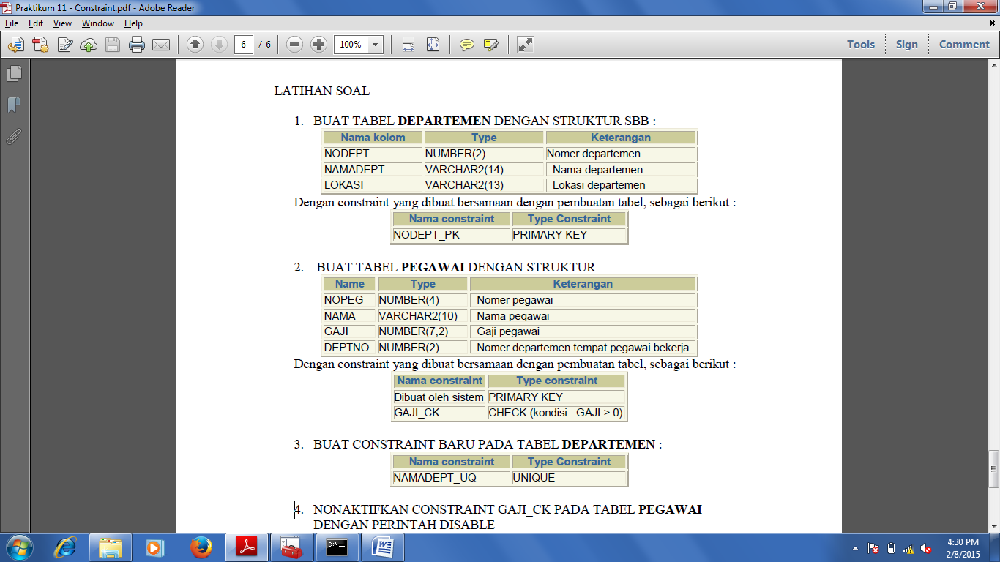 Praktikum 11 - Constraint.pdf - Adobe Reader
File Edit View Window Help
6 / 6 100% Tools Sign Comment
LATIHAN SOAL
1. BUAT TABEL DEPARTEMEN DENGAN STRUKTUR SBB :
Nama kolom Type Keterangan
NODEPT NUMBER(2) Nomer departemen
NAMADEPT VARCHAR2(14) Nama departemen
LOKASI VARCHAR2(13) Lokasi departemen
Dengan constraint yang dibuat bersamaan dengan pembuatan tabel, sebagai berikut :
Nama constraint Type Constraint
NODEPT_PK PRIMARY KEY
2. BUAT TABEL PEGAWAI DENGAN STRUKTUR
Name Type Keterangan
NOPEG NUMBER(4) Nomer pegawai
NAMA VARCHAR2(10) Nama pegawai
GAJI NUMBER(7,2) Gaji pegawai
DEPTNO NUMBER(2) Nomer departemen tempat pegawai bekerja
Dengan constraint yang dibuat bersamaan dengan pembuatan tabel, sebagai berikut :
Nama constraint Type constraint
Dibuat oleh sistem PRIMARY KEY
GAJI_CK CHECK (kondisi : GAJI > 0)
3. BUAT CONSTRAINT BARU PADA TABEL DEPARTEMEN :
Nama constraint Type Constraint
NAMADEPT_UQ UNIQUE
4. NONAKTIFKAN CONSTRAINT GAJI_CK PADA TABEL PEGAWAI
DENGAN PERINTAH DISABLE
C:\_
4:30 PM
2/8/2015